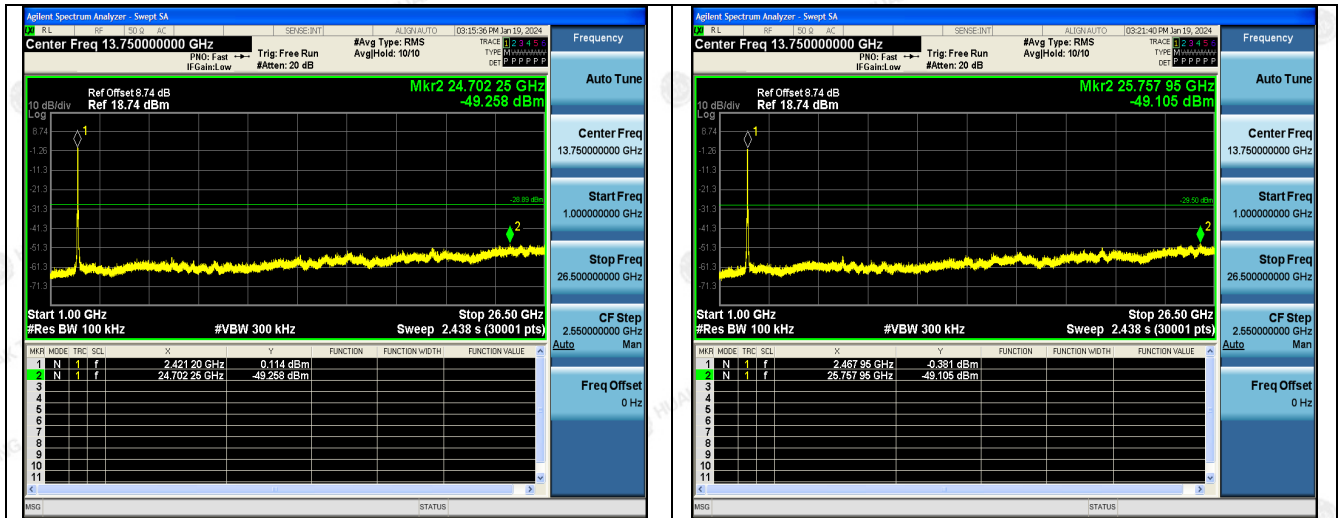 Agilent Spectrum Analyzer - Swept SA
RL RF 50 Ω AC SENSE:INT ALIGN AUTO 03:15:36 PM Jan 19, 2024
Center Freq 13.750000000 GHz
PNO: Fast
IFGain:Low
Trig: Free Run
#Atten: 20 dB
#Avg Type: RMS
Avg|Hold: 10/10
TRACE 1 2 3 4 5 6
TYPE M
DET P P P P P P
Ref Offset 8.74 dB
Ref 18.74 dBm
10 dB/div
Log
Mkr2 24.702 25 GHz
-49.258 dBm
8.74
-1.26
-11.3
-21.3
-31.3
-41.3
-51.3
-61.3
-71.3
1
-28.89 dBm
2
Start 1.00 GHz Stop 26.50 GHz
#Res BW 100 kHz #VBW 300 kHz Sweep 2.438 s (30001 pts)
MKR MODE TRC SCL X Y FUNCTION FUNCTION WIDTH FUNCTION VALUE
1 N 1 f 2.421 20 GHz 0.114 dBm
2 N 1 f 24.702 25 GHz -49.258 dBm
3
4
5
6
7
8
9
10
11
MSG STATUS
Frequency
Auto Tune
Center Freq
13.750000000 GHz
Start Freq
1.000000000 GHz
Stop Freq
26.500000000 GHz
CF Step
2.550000000 GHz
Auto Man
Freq Offset
0 Hz
Agilent Spectrum Analyzer - Swept SA
RL RF 50 Ω AC SENSE:INT ALIGN AUTO 03:21:40 PM Jan 19, 2024
Center Freq 13.750000000 GHz
PNO: Fast
IFGain:Low
Trig: Free Run
#Atten: 20 dB
#Avg Type: RMS
Avg|Hold: 10/10
TRACE 1 2 3 4 5 6
TYPE M
DET P P P P P P
Ref Offset 8.74 dB
Ref 18.74 dBm
10 dB/div
Log
Mkr2 25.757 95 GHz
-49.105 dBm
8.74
-1.26
-11.3
-21.3
-31.3
-41.3
-51.3
-61.3
-71.3
1
-29.50 dBm
2
Start 1.00 GHz Stop 26.50 GHz
#Res BW 100 kHz #VBW 300 kHz Sweep 2.438 s (30001 pts)
MKR MODE TRC SCL X Y FUNCTION FUNCTION WIDTH FUNCTION VALUE
1 N 1 f 2.467 95 GHz -0.381 dBm
2 N 1 f 25.757 95 GHz -49.105 dBm
3
4
5
6
7
8
9
10
11
MSG STATUS
Frequency
Auto Tune
Center Freq
13.750000000 GHz
Start Freq
1.000000000 GHz
Stop Freq
26.500000000 GHz
CF Step
2.550000000 GHz
Auto Man
Freq Offset
0 Hz